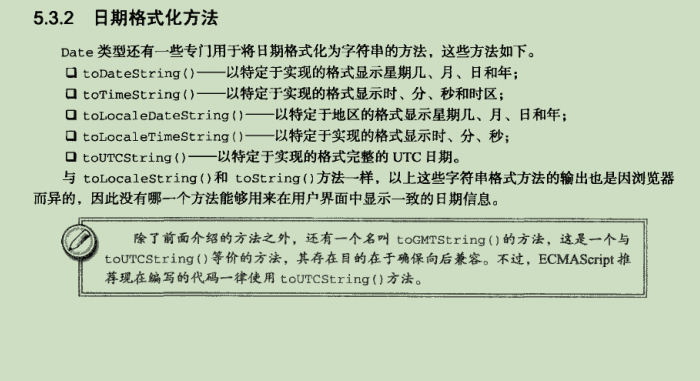 5.3.2 日期格式化方法
Date 类型还有一些专门用于将日期格式化为字符串的方法，这些方法如下。
❑ toDateString()——以特定于实现的格式显示星期几、月、日和年；
❑ toTimeString()——以特定于实现的格式显示时、分、秒和时区；
❑ toLocaleDateString()——以特定于地区的格式显示星期几、月、日和年；
❑ toLocaleTimeString()——以特定于实现的格式显示时、分、秒；
❑ toUTCString()——以特定于实现的格式完整的 UTC 日期。
与 toLocaleString()和 toString()方法一样，以上这些字符串格式方法的输出也是因浏览器
而异的，因此没有哪一个方法能够用来在用户界面中显示一致的日期信息。
除了前面介绍的方法之外，还有一个名叫 toGMTString()的方法，这是一个与
toUTCString()等价的方法，其存在目的在于确保向后兼容。不过，ECMAScript 推
荐现在编写的代码一律使用 toUTCString()方法。